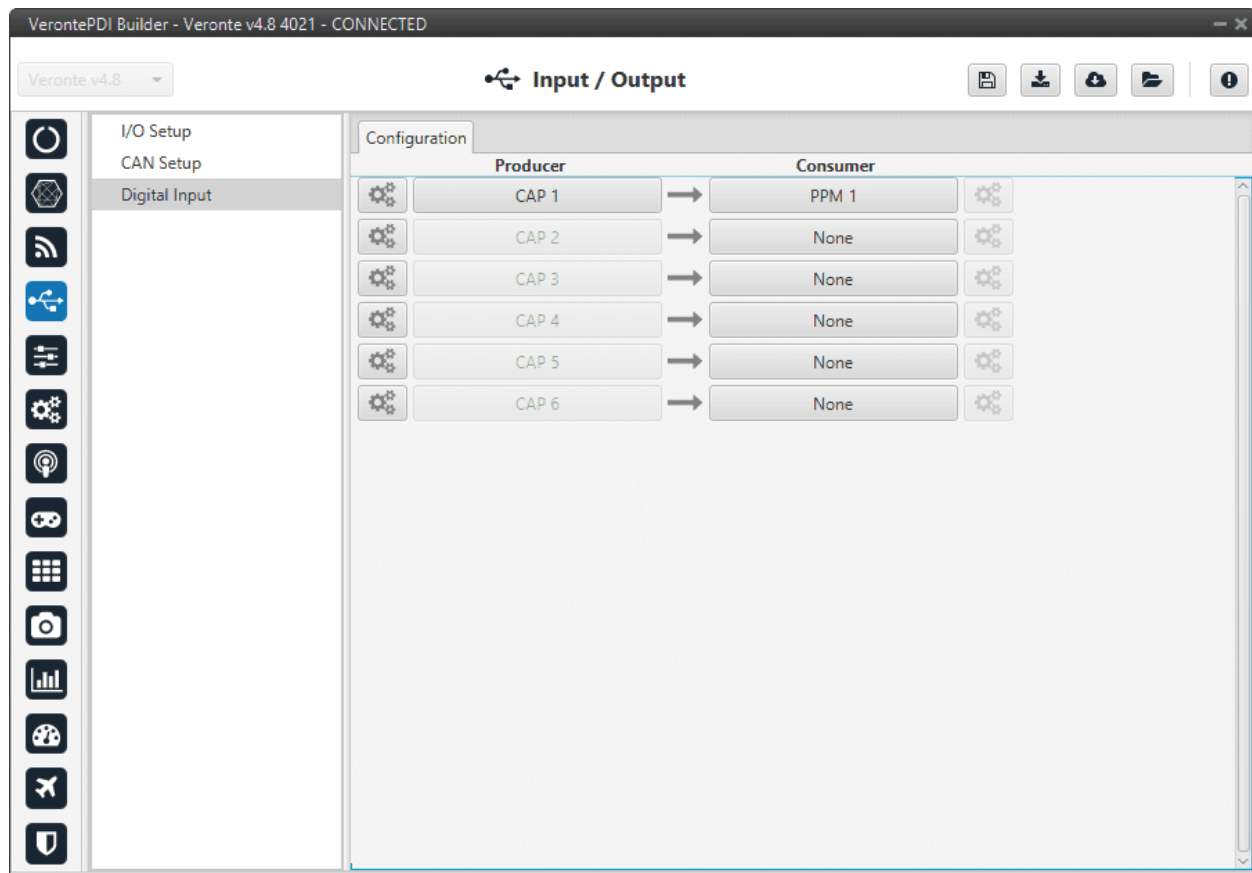 VerontePDI Builder - Veronte v4.8 4021 - CONNECTED
Veronte v4.8
Input / Output
I/O Setup
CAN Setup
Digital Input
Configuration
Producer Consumer
CAP 1 PPM 1
CAP 2 None
CAP 3 None
CAP 4 None
CAP 5 None
CAP 6 None